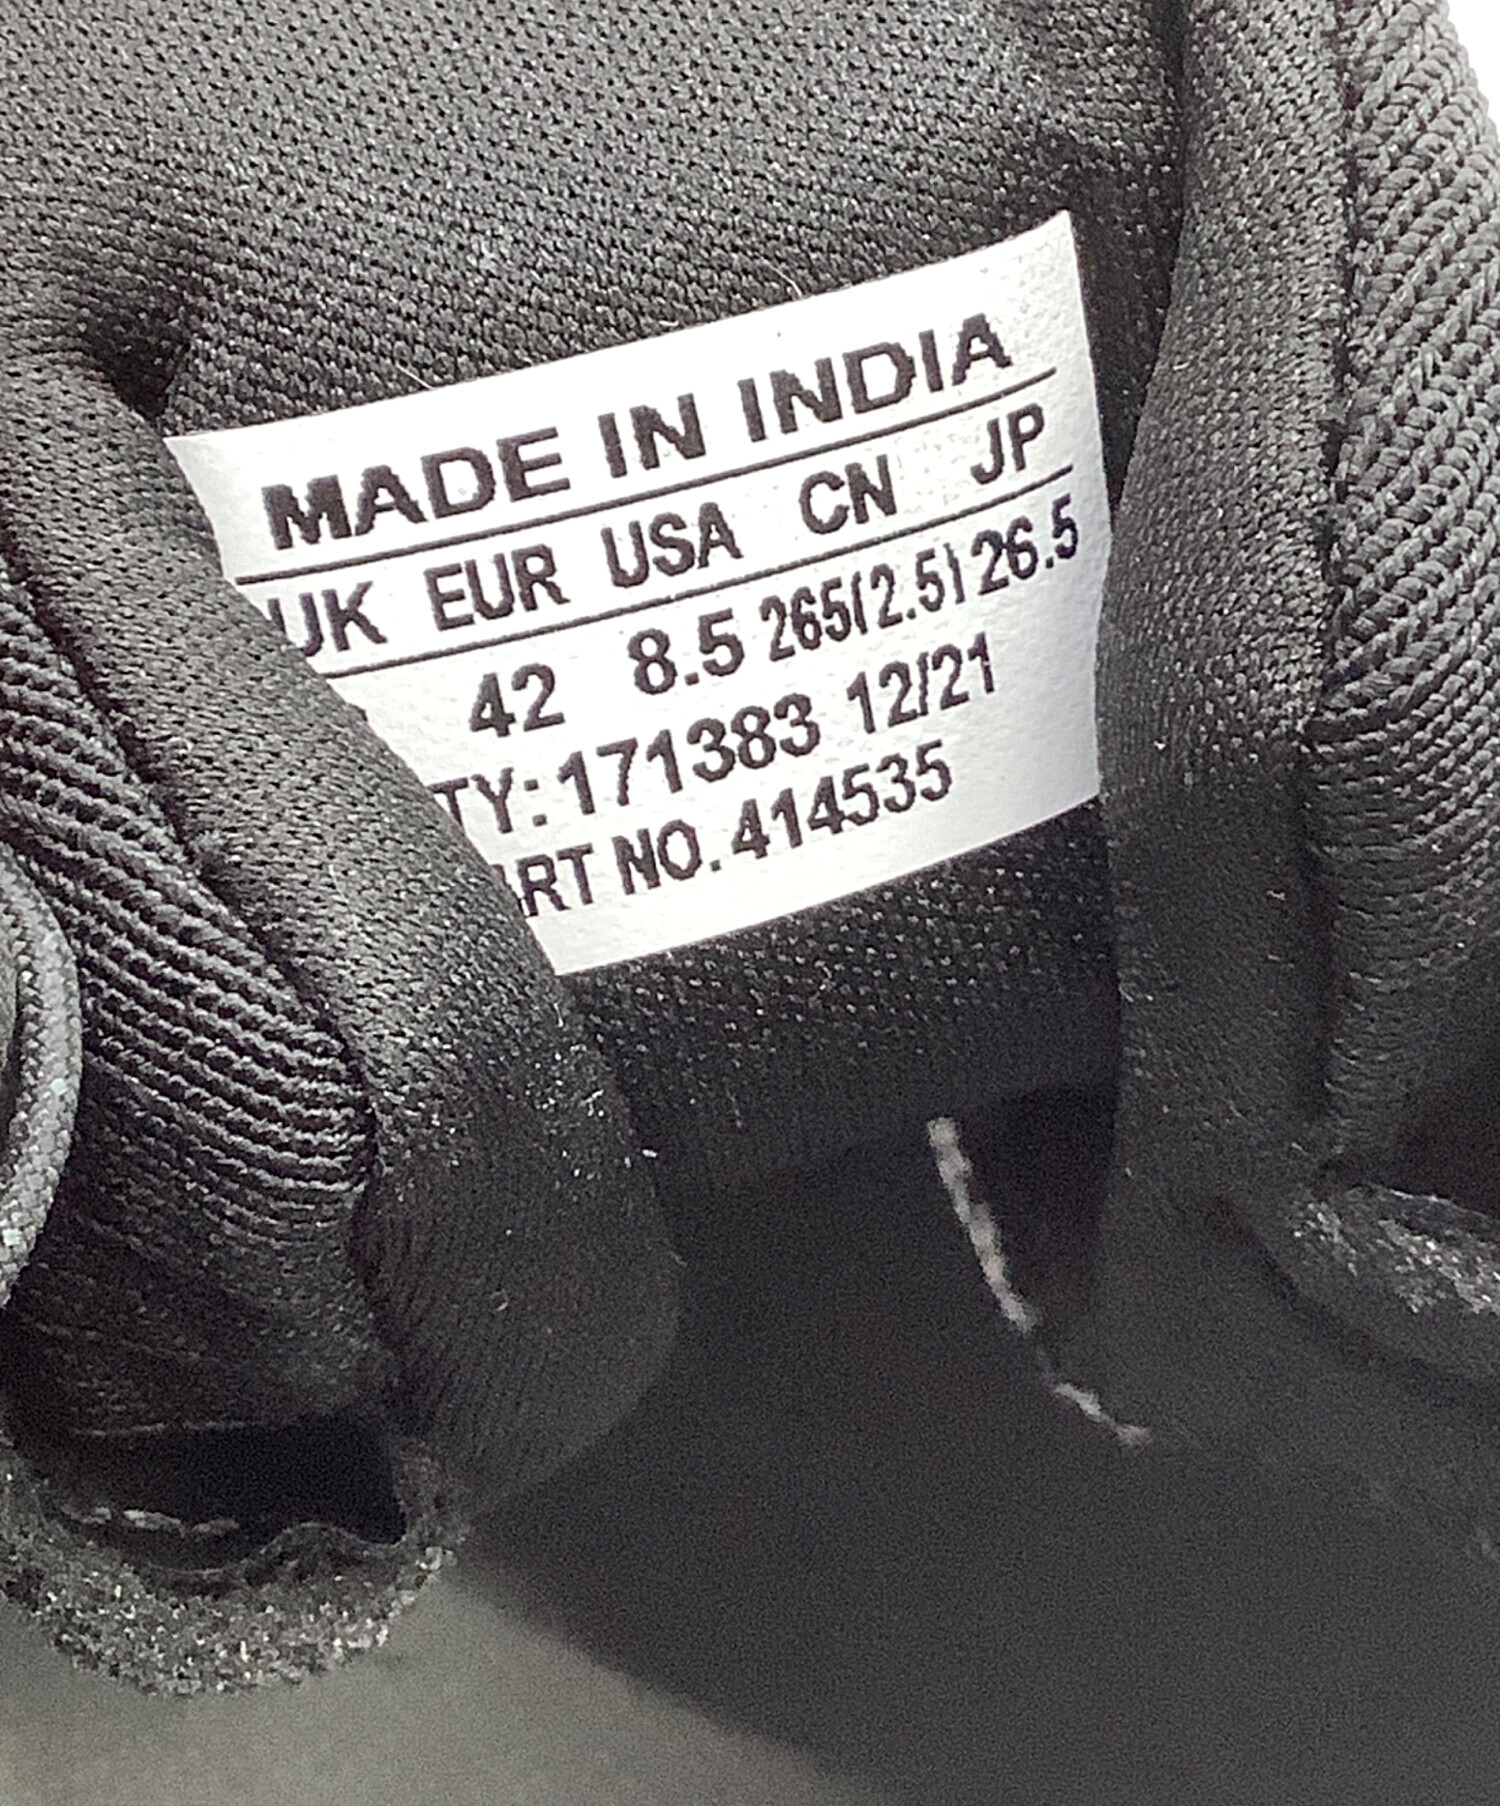 MADE IN INDIA
UK EUR USA CN JP
42 8.5 265(2.5) 26.5
TY: 171383 12/21
ART NO. 414535